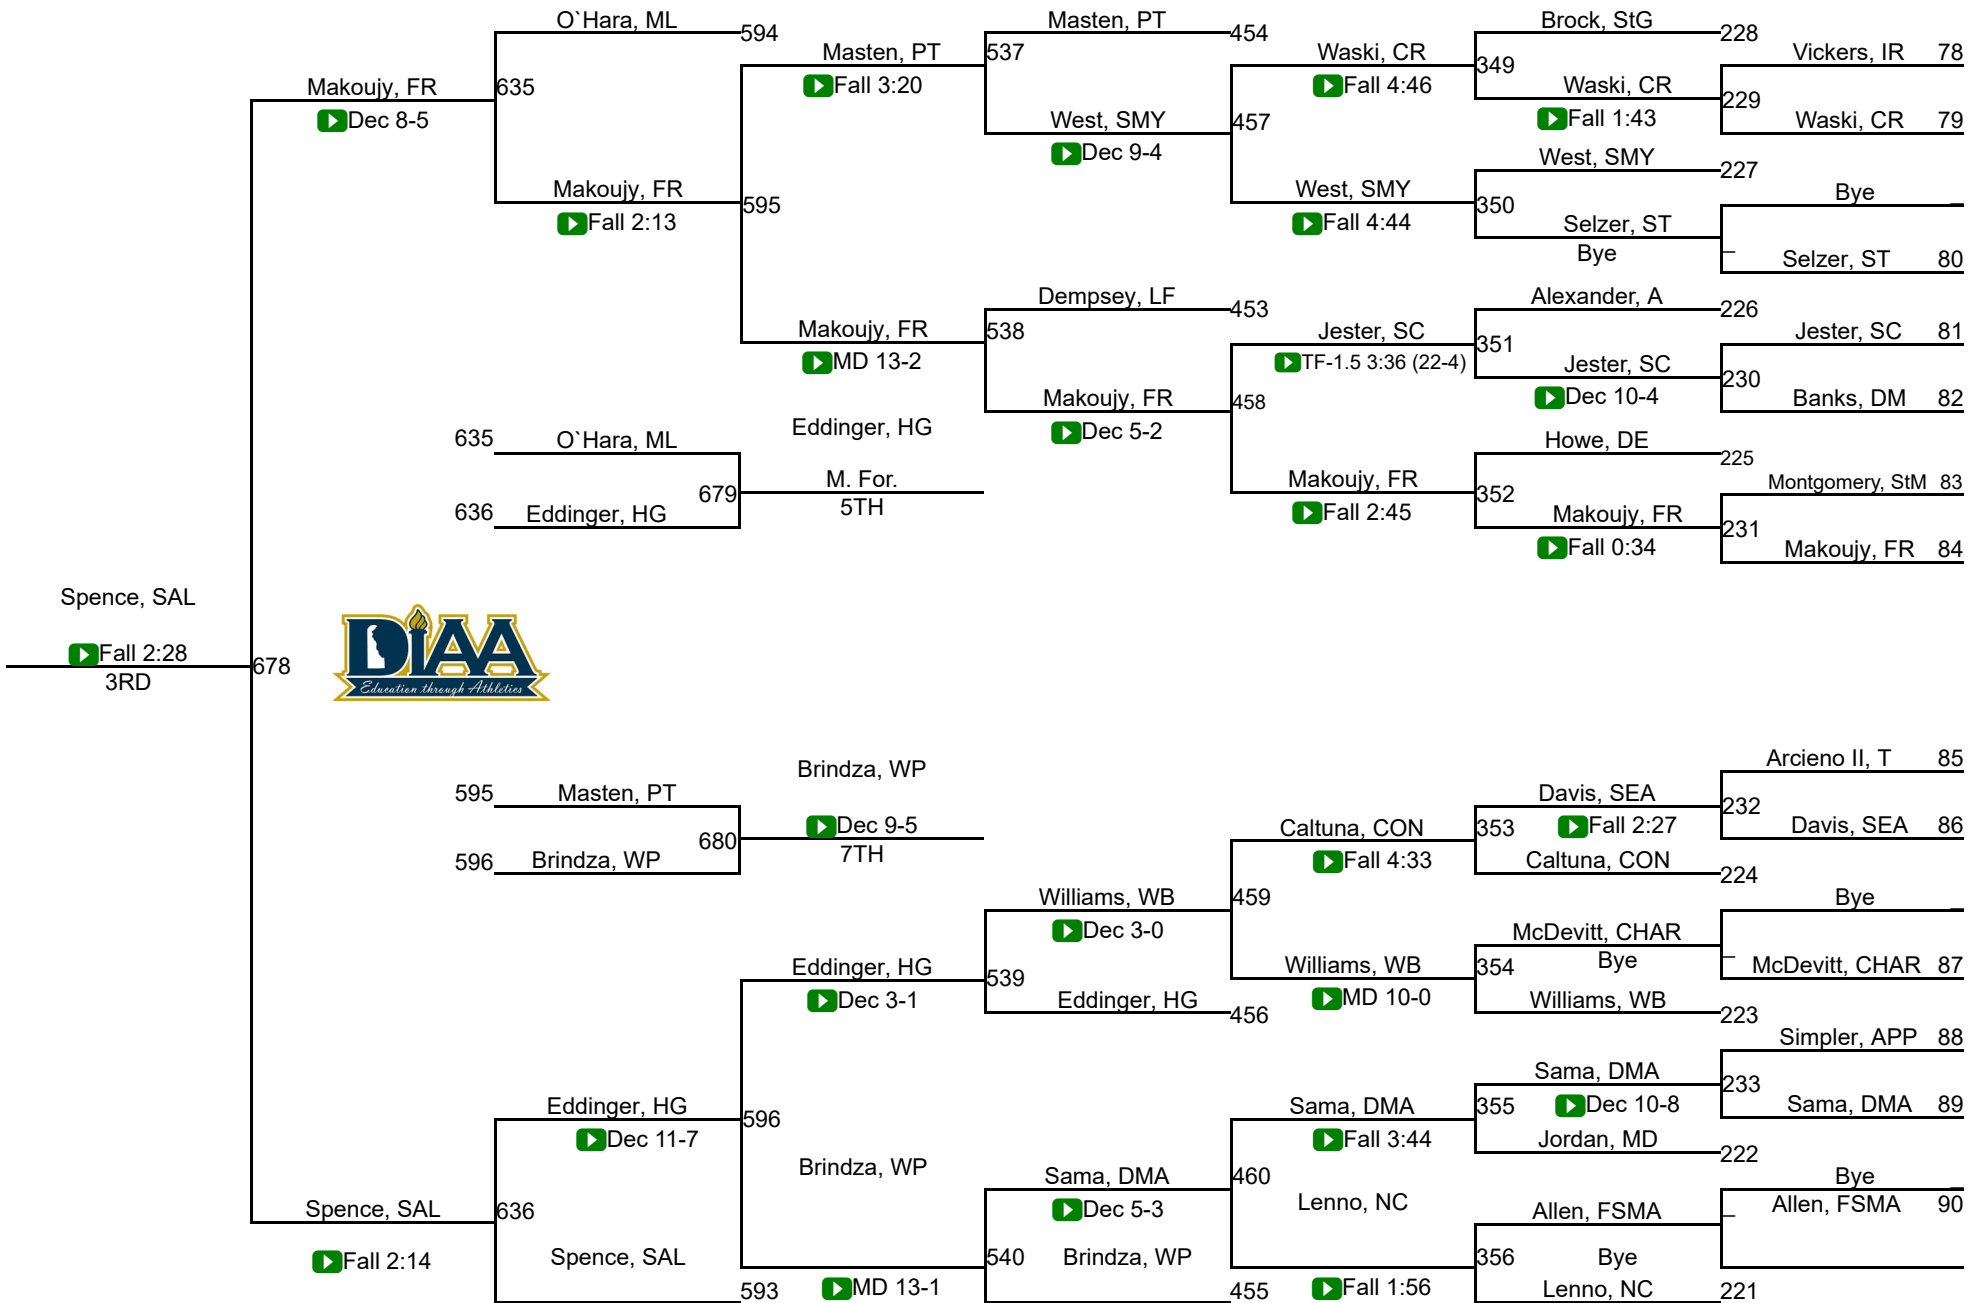 O`Hara, ML
594
Masten, PT
454
Brock, StG
228
Makoujy, FR
Dec 8-5
635
Masten, PT
Fall 3:20
537
Waski, CR
Fall 4:46
349
Waski, CR
Fall 1:43
Vickers, IR 78
229
Waski, CR 79
West, SMY
Dec 9-4
457
West, SMY
227
Makoujy, FR
Fall 2:13
595
West, SMY
Fall 4:44
350
Selzer, ST
Bye
Bye
Selzer, ST 80
Dempsey, LF
453
Alexander, A
226
Makoujy, FR
MD 13-2
538
Jester, SC
TF-1.5 3:36 (22-4)
351
Jester, SC
Dec 10-4
Jester, SC 81
230
Banks, DM 82
Makoujy, FR
Dec 5-2
458
Howe, DE
225
635 O`Hara, ML
636 Eddinger, HG
679
Eddinger, HG
M. For.
5TH
Makoujy, FR
Fall 2:45
352
Makoujy, FR
Fall 0:34
Montgomery, StM 83
231
Makoujy, FR 84
Spence, SAL
Fall 2:28
3RD
678
DIAA
Education through Athletics
595 Masten, PT
596 Brindza, WP
680
Brindza, WP
Dec 9-5
7TH
Arcieno II, T 85
Davis, SEA
Fall 2:27
232
Davis, SEA 86
Caltuna, CON
Fall 4:33
353
Caltuna, CON
224
Williams, WB
Dec 3-0
459
McDevitt, CHAR
Bye
Bye
McDevitt, CHAR 87
Eddinger, HG
Dec 3-1
539
Eddinger, HG
456
Williams, WB
MD 10-0
354
Williams, WB
223
Simpler, APP 88
Sama, DMA
Dec 10-8
233
Sama, DMA 89
Eddinger, HG
Dec 11-7
596
Sama, DMA
Fall 3:44
355
Jordan, MD
222
Brindza, WP
MD 13-1
Sama, DMA
Dec 5-3
460
Lenno, NC
Fall 1:56
Allen, FSMA
Bye
Bye
Allen, FSMA 90
Spence, SAL
Fall 2:14
636
Spence, SAL
593
540
Brindza, WP
455
356
Lenno, NC
221